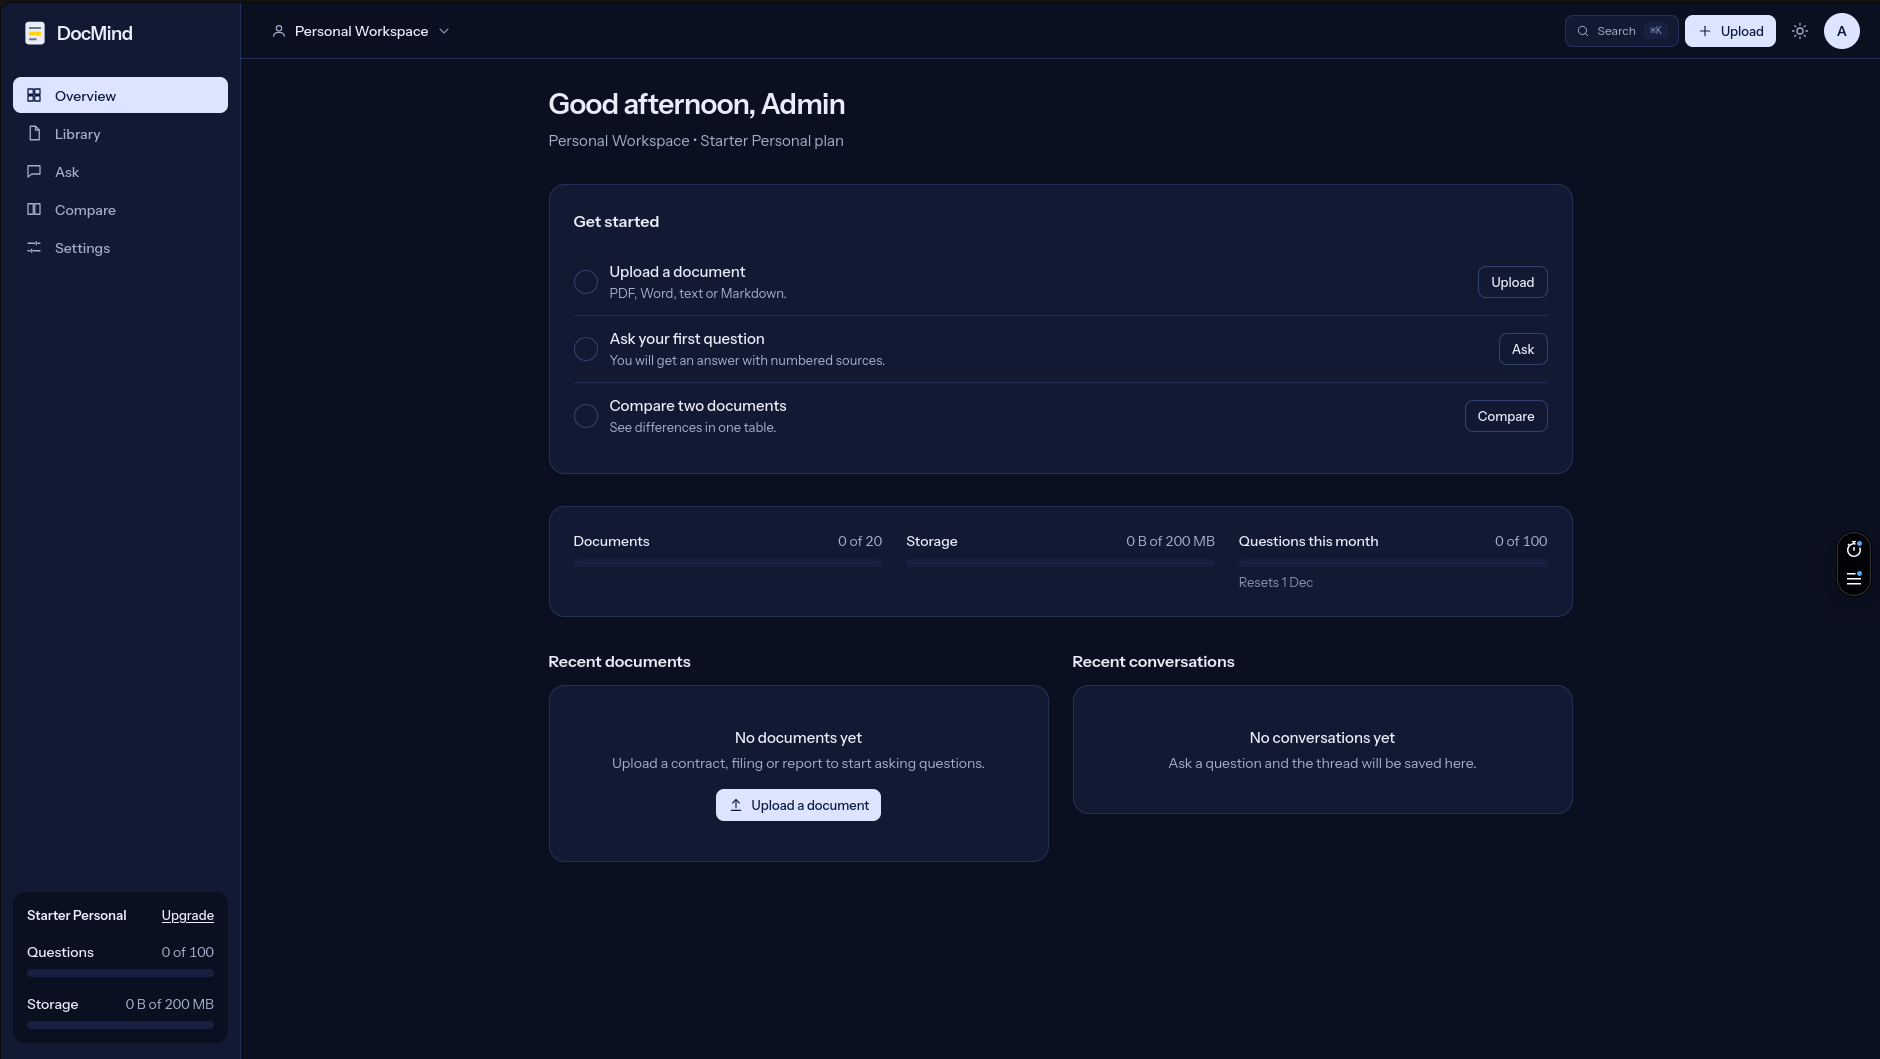 DocMind
Personal Workspace
Search ⌘K
Upload
A
Overview
Library
Ask
Compare
Settings
Good afternoon, Admin
Personal Workspace • Starter Personal plan
Get started
Upload a document
PDF, Word, text or Markdown.
Upload
Ask your first question
You will get an answer with numbered sources.
Ask
Compare two documents
See differences in one table.
Compare
Documents 0 of 20
Storage 0 B of 200 MB
Questions this month 0 of 100
Resets 1 Dec
Recent documents
No documents yet
Upload a contract, filing or report to start asking questions.
Upload a document
Recent conversations
No conversations yet
Ask a question and the thread will be saved here.
Starter Personal Upgrade
Questions 0 of 100
Storage 0 B of 200 MB